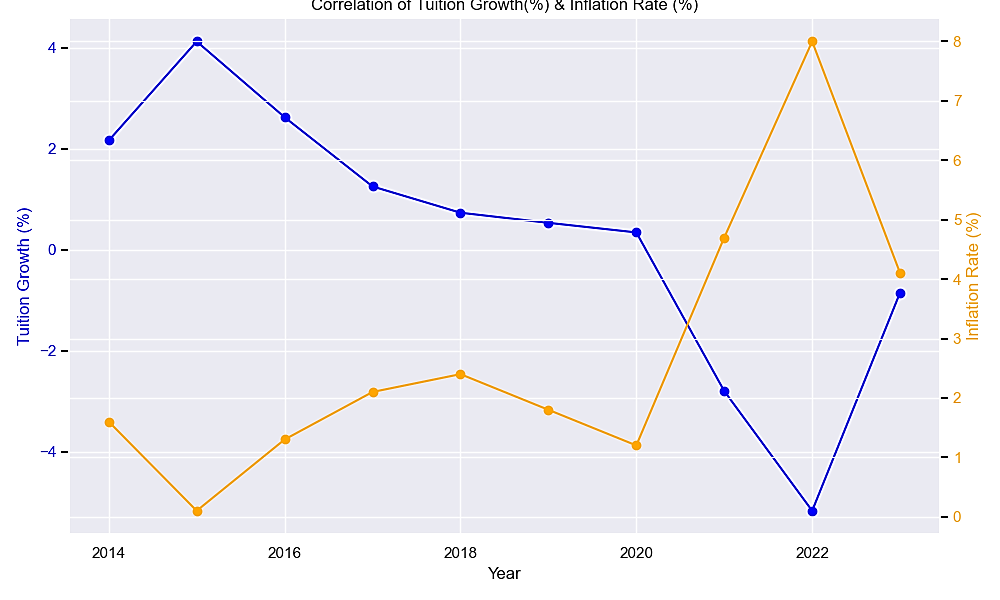 Correlation of Tuition Growth(%) & Inflation Rate (%)
4
2
0
−2
−4
Tuition Growth (%)
8
7
6
5
4
3
2
1
0
Inflation Rate (%)
2014 2016 2018 2020 2022
Year